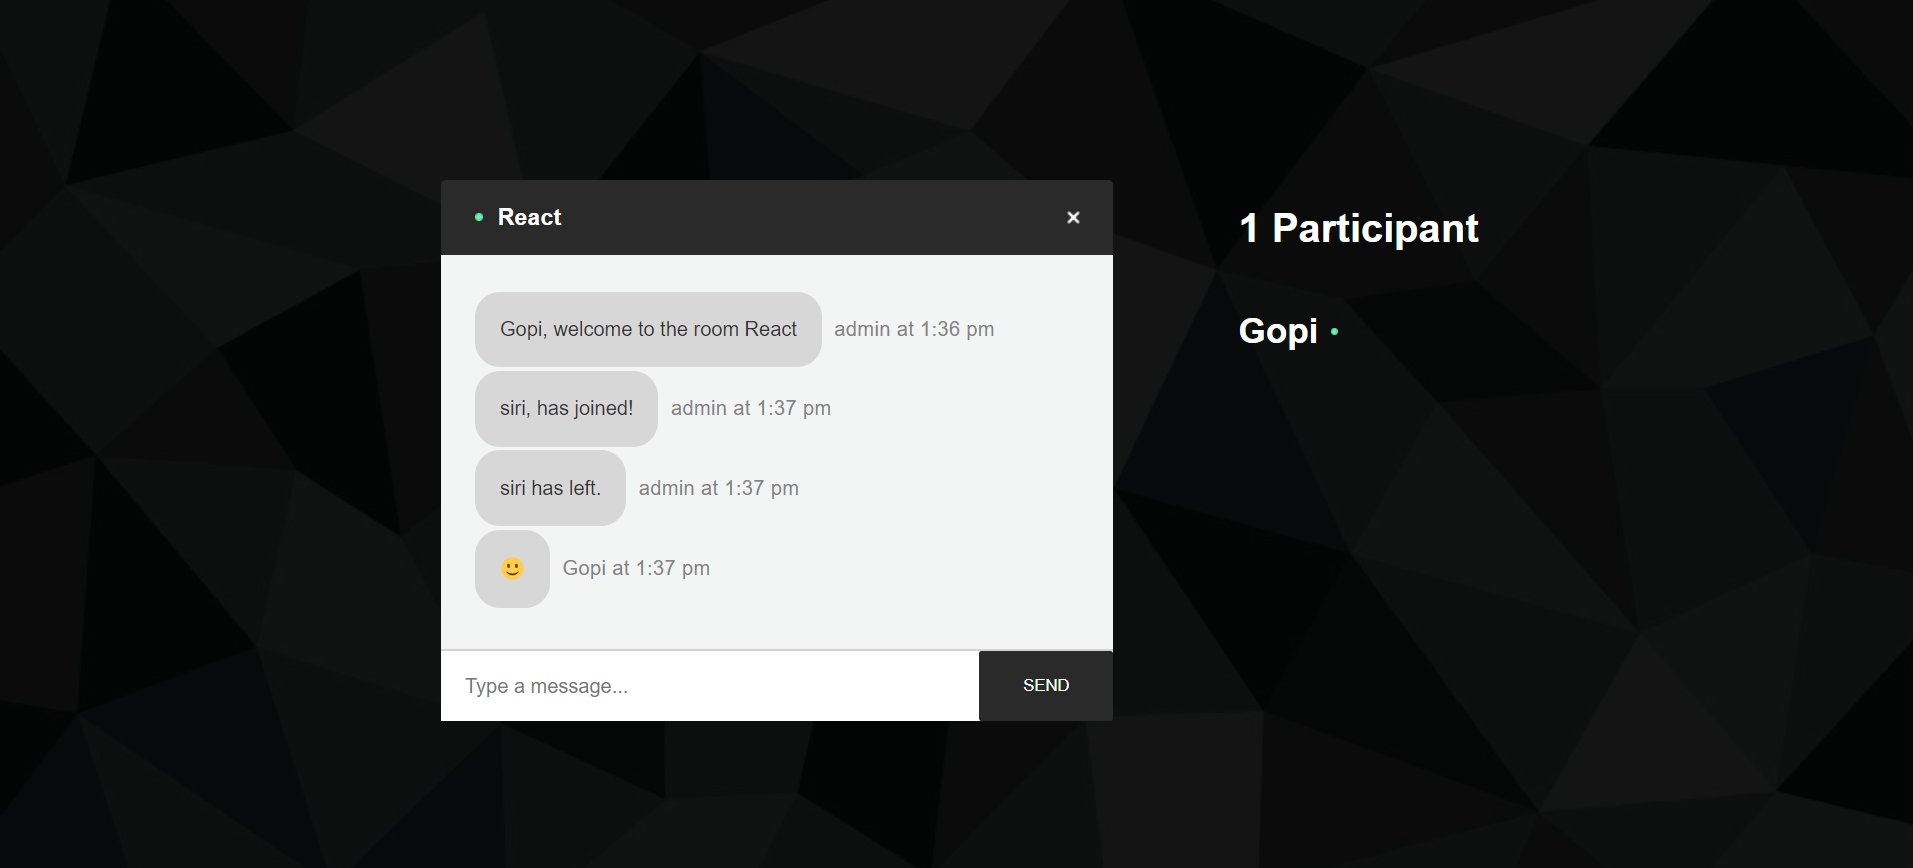 React
1 Participant
Gopi, welcome to the room React admin at 1:36 pm
Gopi
siri, has joined! admin at 1:37 pm
siri has left. admin at 1:37 pm
🙂 Gopi at 1:37 pm
Type a message...
SEND